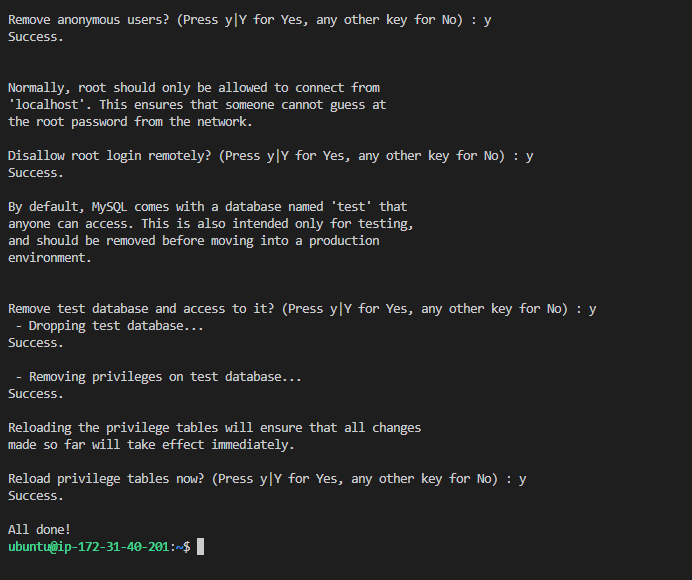 Remove anonymous users? (Press y|Y for Yes, any other key for No) : y
Success.
Normally, root should only be allowed to connect from
'localhost'. This ensures that someone cannot guess at
the root password from the network.
Disallow root login remotely? (Press y|Y for Yes, any other key for No) : y
Success.
By default, MySQL comes with a database named 'test' that
anyone can access. This is also intended only for testing,
and should be removed before moving into a production
environment.
Remove test database and access to it? (Press y|Y for Yes, any other key for No) : y
 - Dropping test database...
Success.
 - Removing privileges on test database...
Success.
Reloading the privilege tables will ensure that all changes
made so far will take effect immediately.
Reload privilege tables now? (Press y|Y for Yes, any other key for No) : y
Success.
All done!
ubuntu@ip-172-31-40-201:~$